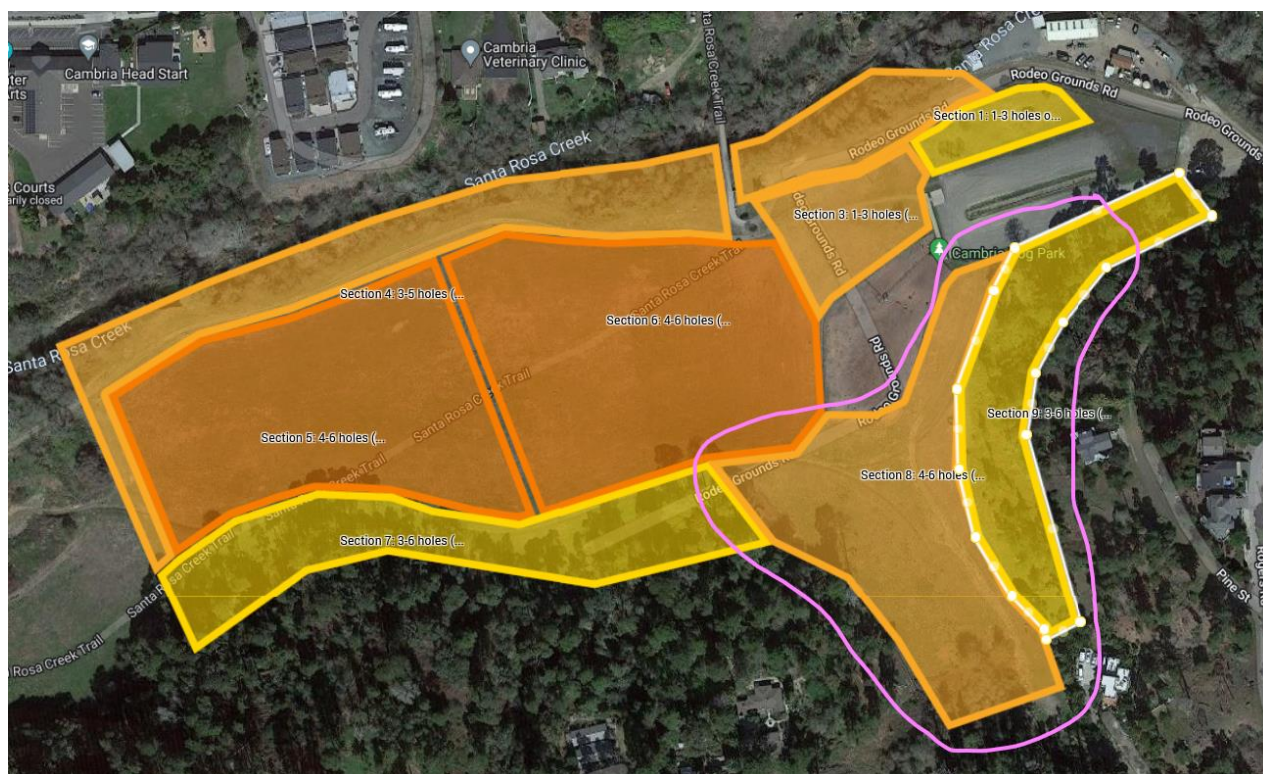 Cambria Head Start
Cambria
Veterinary Clinic
Arts
Courts
arily closed
Santa Rosa Creek Trail
Rodeo Grounds Rd
Rodeo Grounds
Santa Rosa Creek
Rodeo Grounds Rd
Section 1: 1-3 holes o...
Section 3: 1-3 holes (...
Grounds Rd
Santa Rosa Creek Trail
Section 4: 3-5 holes (...
Section 6: 4-6 holes (...
Santa Rosa Creek
Grounds Rd
Santa Rosa Creek Trail
Section 9: 3-6 holes (...
Section 5: 4-6 holes (...
Section 8: 4-6 holes (...
Section 7: 3-6 holes (...
Santa Rosa Creek Trail
Pine St
Rosa Creek Trail